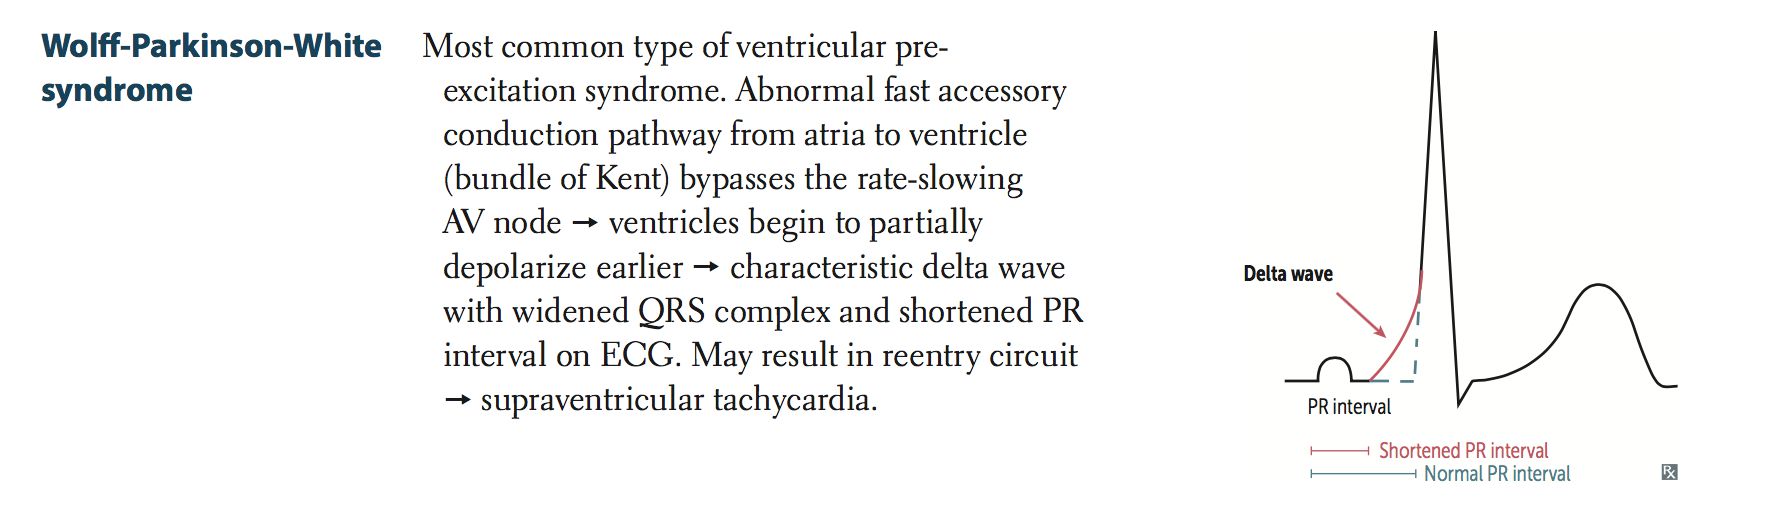 Wolff-Parkinson-White
syndrome
Most common type of ventricular pre-
excitation syndrome. Abnormal fast accessory
conduction pathway from atria to ventricle
(bundle of Kent) bypasses the rate-slowing
AV node → ventricles begin to partially
depolarize earlier → characteristic delta wave
with widened QRS complex and shortened PR
interval on ECG. May result in reentry circuit
→ supraventricular tachycardia.
Delta wave
PR interval
Shortened PR interval
Normal PR interval
Rx